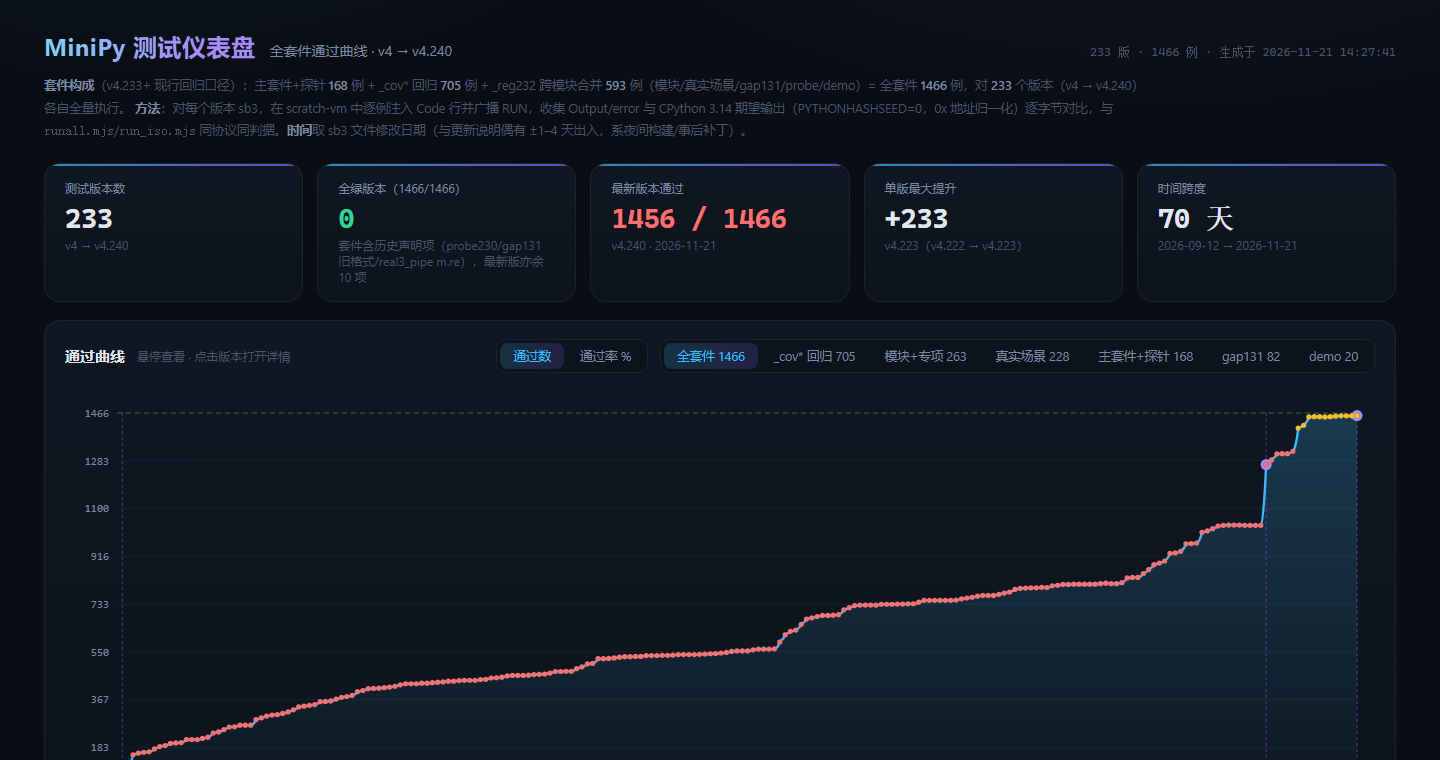 MiniPy 测试仪表盘 全套件通过曲线 · v4 → v4.240
233 版 · 1466 例 · 生成于 2026-11-21 14:27:41
套件构成（v4.233+ 现行回归口径）：主套件+探针 168 例 + _cov* 回归 705 例 + _reg232 跨模块合并 593 例（模块/真实场景/gap131/probe/demo）= 全套件 1466 例，对 233 个版本（v4 → v4.240）
各自全量执行。方法：对每个版本 sb3，在 scratch-vm 中逐例注入 Code 行并广播 RUN，收集 Output/error 与 CPython 3.14 期望输出（PYTHONHASHSEED=0，0x 地址归一化）逐字节对比，与
runall.mjs/run_iso.mjs 同协议同判据。时间取 sb3 文件修改日期（与更新说明偶有 ±1–4 天出入，系夜间构建/事后补丁）。
测试版本数
233
v4 → v4.240
全绿版本（1466/1466）
0
套件含历史声明项（probe230/gap131
旧格式/real3_pipe m.re），最新版亦余
10 项
最新版本通过
1456 / 1466
v4.240 · 2026-11-21
单版最大提升
+233
v4.223（v4.222 → v4.223）
时间跨度
70 天
2026-09-12 → 2026-11-21
通过曲线 悬停查看 · 点击版本打开详情
通过数 通过率 %
全套件 1466 _cov* 回归 705 模块+专项 263 真实场景 228 主套件+探针 168 gap131 82 demo 20
1466
1283
1100
916
733
550
367
183